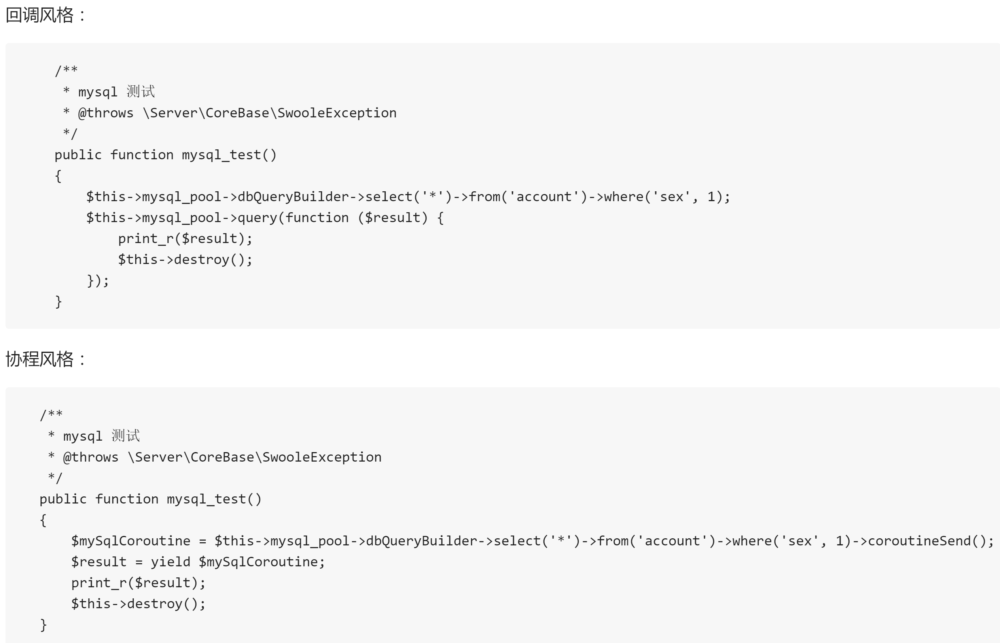 回调风格：
/**
 * mysql 测试
 * @throws \Server\CoreBase\SwooleException
 */
public function mysql_test()
{
    $this->mysql_pool->dbQueryBuilder->select('*')->from('account')->where('sex', 1);
    $this->mysql_pool->query(function ($result) {
        print_r($result);
        $this->destroy();
    });
}
协程风格：
/**
 * mysql 测试
 * @throws \Server\CoreBase\SwooleException
 */
public function mysql_test()
{
    $mySqlCoroutine = $this->mysql_pool->dbQueryBuilder->select('*')->from('account')->where('sex', 1)->coroutineSend();
    $result = yield $mySqlCoroutine;
    print_r($result);
    $this->destroy();
}